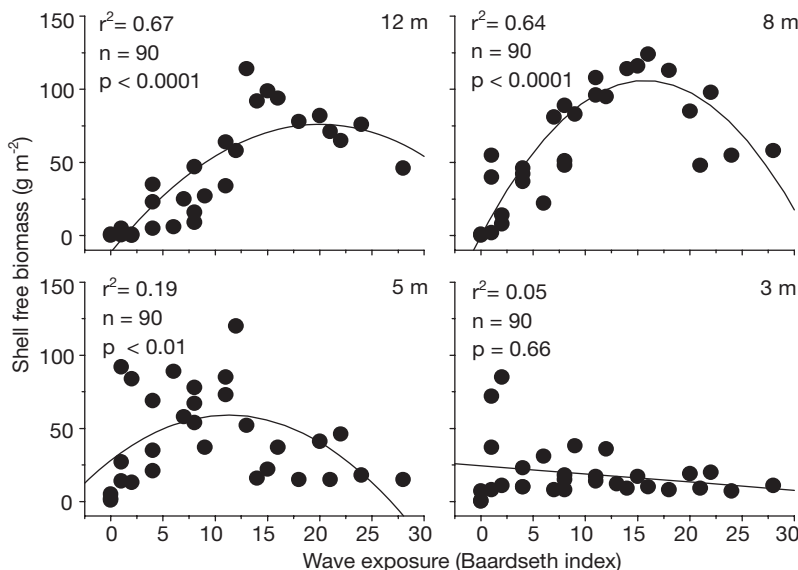 r²= 0.67
n = 90
p < 0.0001
12 m
r²= 0.64
n = 90
p < 0.0001
8 m
150
100
50
0
r²= 0.19
n = 90
p < 0.01
5 m
r²= 0.05
n = 90
p = 0.66
3 m
150
100
50
0
0 5 10 15 20 25 30
0 5 10 15 20 25 30
Shell free biomass (g m⁻²)
Wave exposure (Baardseth index)